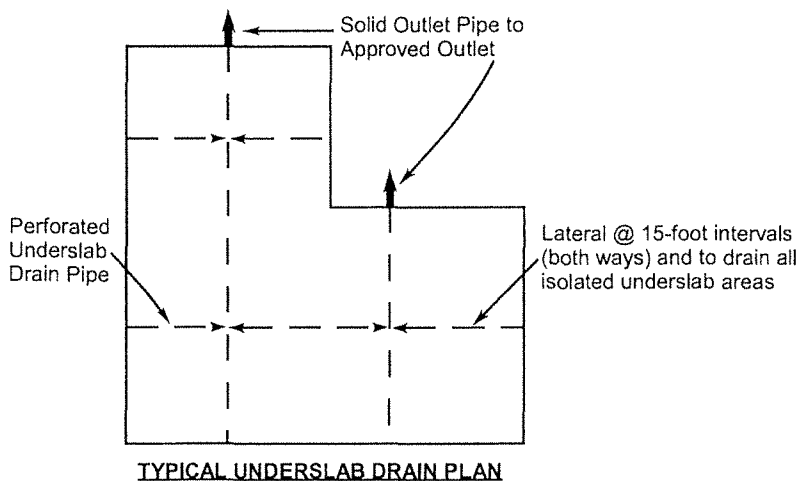 Solid Outlet Pipe to
Approved Outlet
Perforated
Underslab
Drain Pipe
Lateral @ 15-foot intervals
(both ways) and to drain all
isolated underslab areas
TYPICAL UNDERSLAB DRAIN PLAN